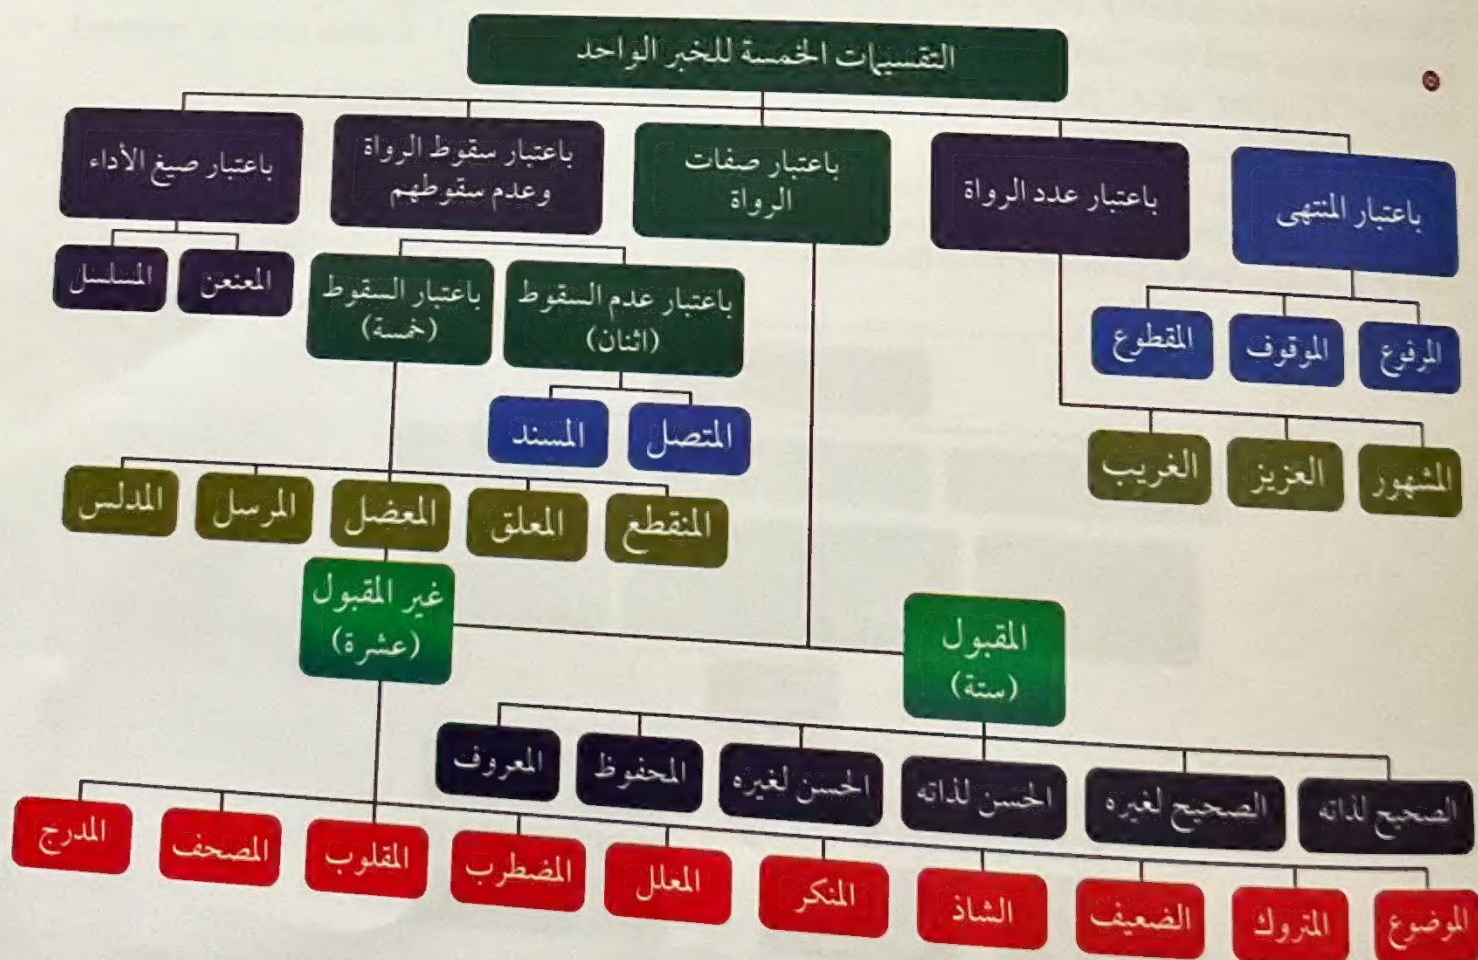 التقسيمات الخمسة للخبر الواحد
باعتبار المنتهى
باعتبار عدد الرواة
باعتبار صفات
الرواة
باعتبار سقوط الرواة
وعدم سقوطهم
باعتبار صيغ الأداء
المرفوع
الموقوف
المقطوع
المشهور
العزيز
الغريب
باعتبار عدم السقوط
(اثنان)
باعتبار السقوط
(خمسة)
المعنعن
المسلسل
المتصل
المسند
المنقطع
المعلق
المعضل
المرسل
المدلس
المقبول
(ستة)
غير المقبول
(عشرة)
الصحيح لذاته
الصحيح لغيره
الحسن لذاته
الحسن لغيره
المحفوظ
المعروف
الموضوع
المتروك
الضعيف
الشاذ
المنكر
المعلل
المضطرب
المقلوب
المصحف
المدرج